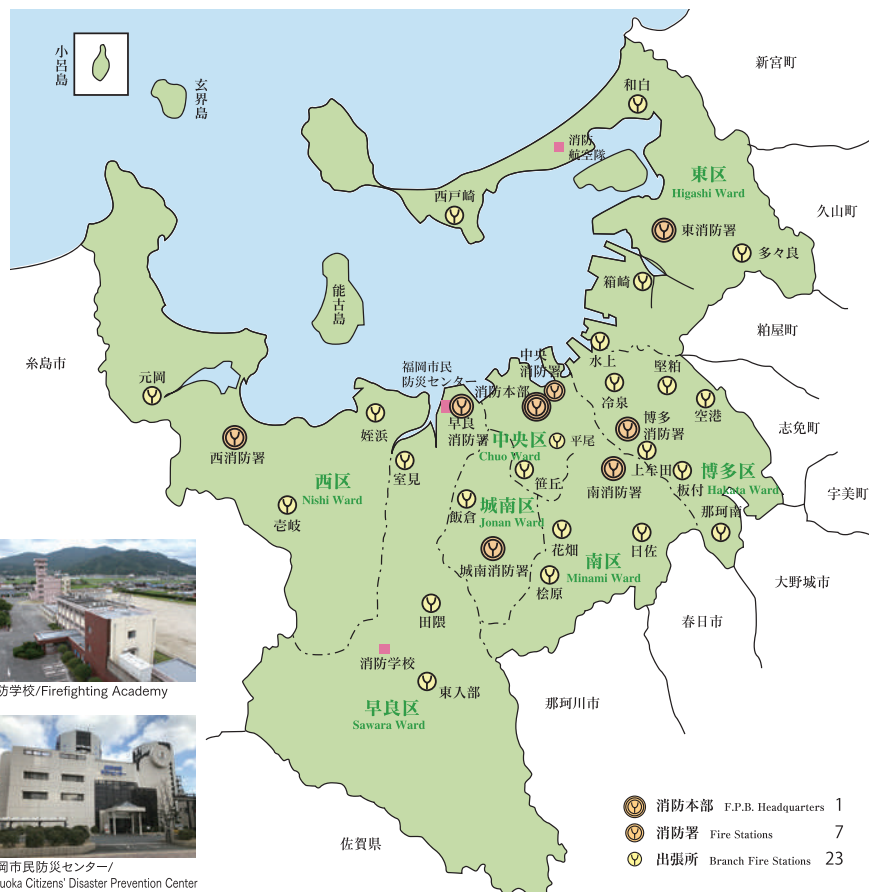 小呂島
玄界島
新宮町
和白
消防
航空隊
東区
Higashi Ward
西戸崎
久山町
東消防署
多々良
能古島
箱崎
粕屋町
糸島市
元岡
福岡市民
防災センター
消防本部
中央
消防署
水上
堅粕
冷泉
空港
志免町
姪浜
早良
消防署
博多
消防署
西消防署
中央区
Chuo Ward
平尾
室見
笹丘
上牟田
南消防署
板付
博多区
Hakata Ward
西区
Nishi Ward
宇美町
飯倉
城南区
Jonan Ward
那珂南
壱岐
花畑
日佐
城南消防署
南区
Minami Ward
桧原
大野城市
田隈
春日市
消防学校
東入部
防学校/Firefighting Academy
早良区
Sawara Ward
那珂川市
佐賀県
消防本部 F.P.B. Headquarters 1
消防署 Fire Stations 7
出張所 Branch Fire Stations 23
岡市民防災センター/
uoka Citizens' Disaster Prevention Center